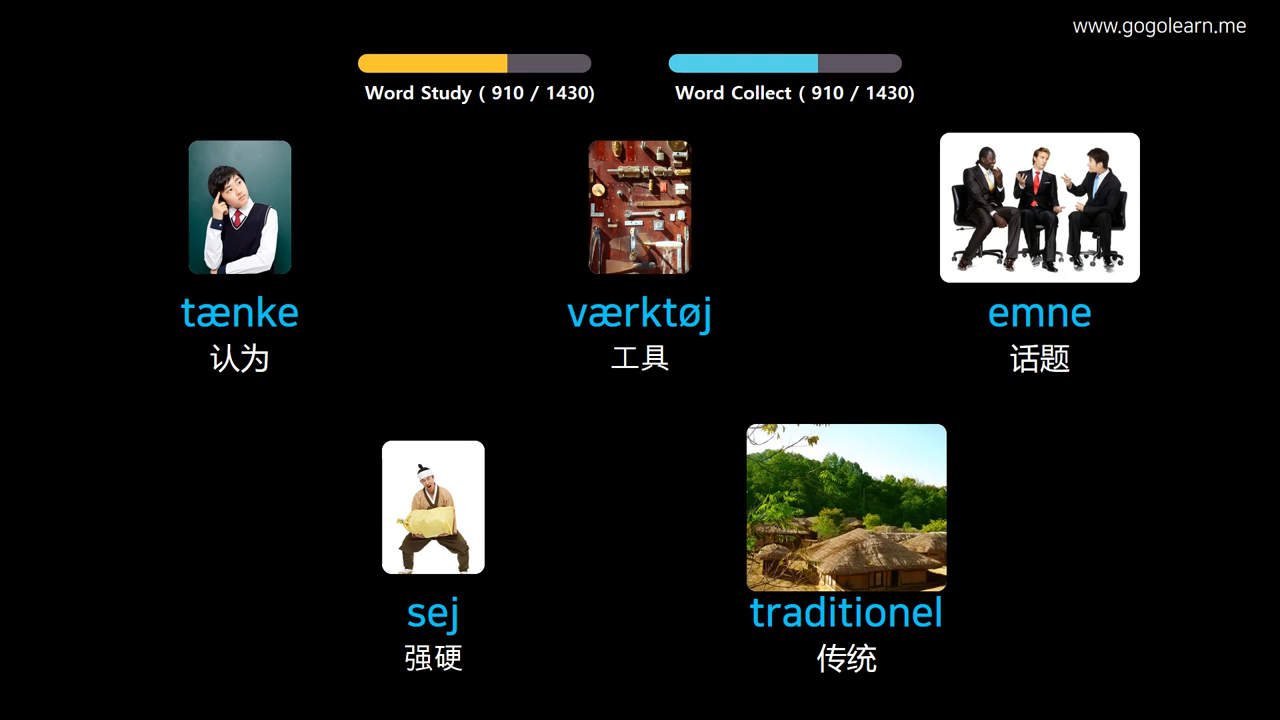 www.gogolearn.me
Word Study ( 910 / 1430)
Word Collect ( 910 / 1430)
tænke
认为
værktøj
工具
emne
话题
sej
强硬
traditionel
传统